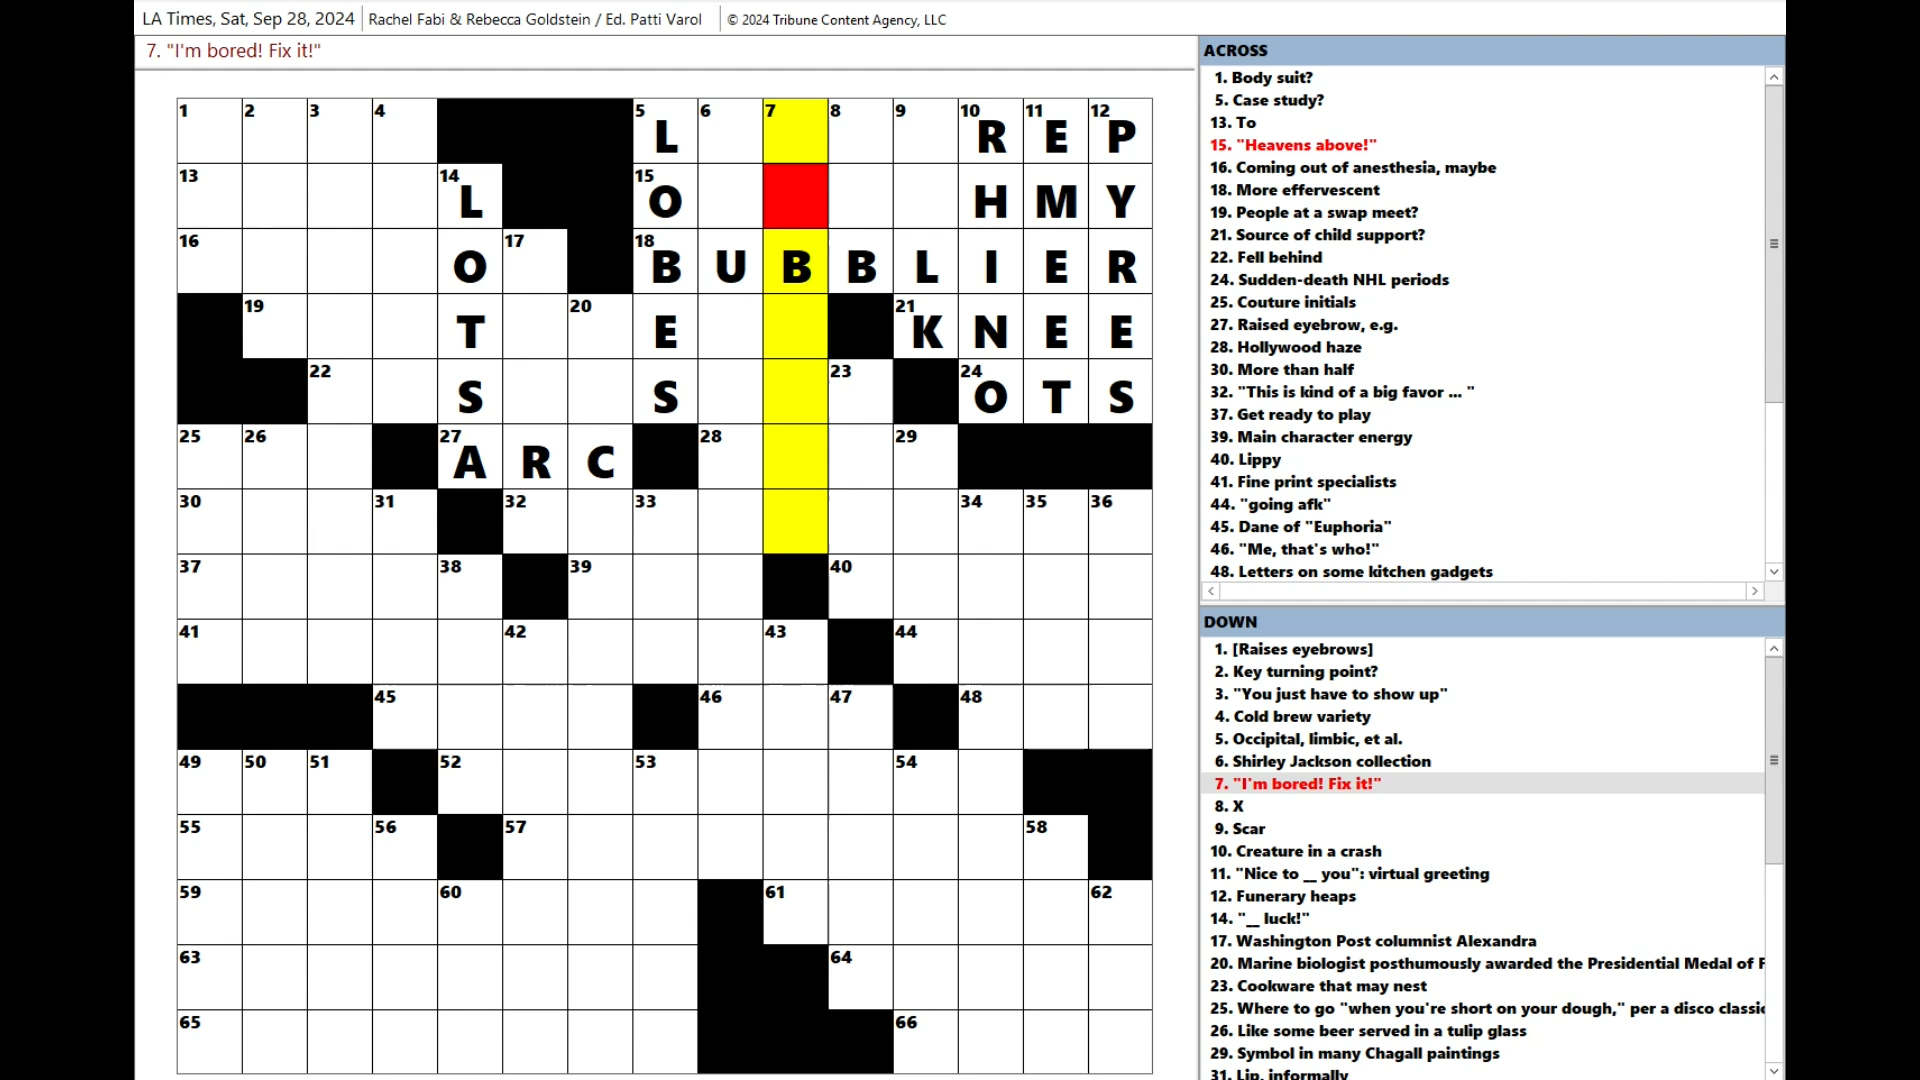 LA Times, Sat, Sep 28, 2024 Rachel Fabi & Rebecca Goldstein / Ed. Patti Varol © 2024 Tribune Content Agency, LLC
7. "I'm bored! Fix it!"
1 2 3 4 5 L 6 7 8 9 10 R 11 E 12 P
13 14 L 15 O H M Y
16 O 17 18 B U B B L I E R
19 T 20 E 21 K N E E
22 S S 23 24 O T S
25 26 27 A R C 28 29
30 31 32 33 34 35 36
37 38 39 40
41 42 43 44
45 46 47 48
49 50 51 52 53 54
55 56 57 58
59 60 61 62
63 64
65 66
ACROSS
1. Body suit?
5. Case study?
13. To
15. "Heavens above!"
16. Coming out of anesthesia, maybe
18. More effervescent
19. People at a swap meet?
21. Source of child support?
22. Fell behind
24. Sudden-death NHL periods
25. Couture initials
27. Raised eyebrow, e.g.
28. Hollywood haze
30. More than half
32. "This is kind of a big favor ... "
37. Get ready to play
39. Main character energy
40. Lippy
41. Fine print specialists
44. "going afk"
45. Dane of "Euphoria"
46. "Me, that's who!"
48. Letters on some kitchen gadgets
DOWN
1. [Raises eyebrows]
2. Key turning point?
3. "You just have to show up"
4. Cold brew variety
5. Occipital, limbic, et al.
6. Shirley Jackson collection
7. "I'm bored! Fix it!"
8. X
9. Scar
10. Creature in a crash
11. "Nice to __ you": virtual greeting
12. Funerary heaps
14. "__ luck!"
17. Washington Post columnist Alexandra
20. Marine biologist posthumously awarded the Presidential Medal of F
23. Cookware that may nest
25. Where to go "when you're short on your dough," per a disco classic
26. Like some beer served in a tulip glass
29. Symbol in many Chagall paintings
31. Lip, informally